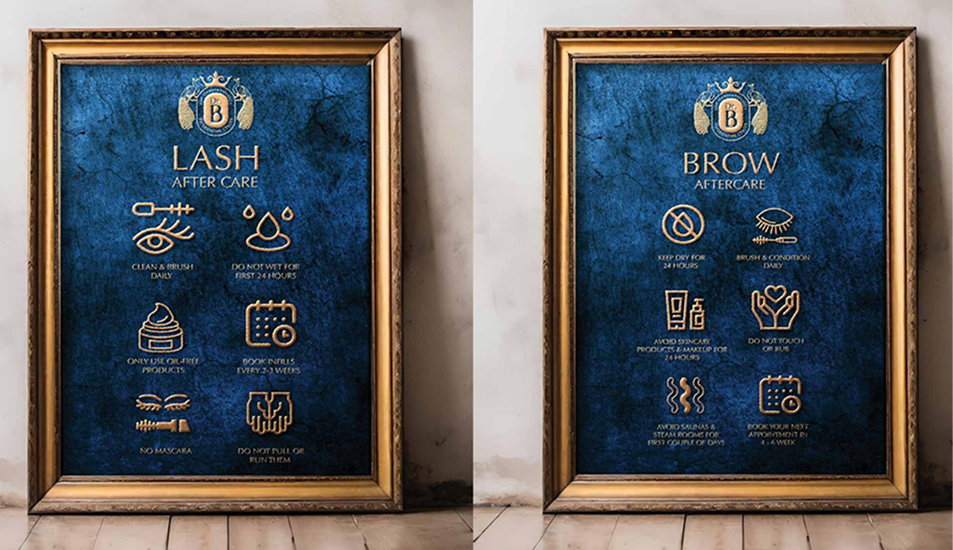 Dr.
B
LASH
AFTER CARE
CLEAN & BRUSH
DAILY
DO NOT WET FOR
FIRST 24 HOURS
ONLY USE OIL-FREE
PRODUCTS
BOOK INFILLS
EVERY 2-3 WEEKS
NO MASCARA
DO NOT PULL OR
RUN THEM
Dr.
B
BROW
AFTERCARE
KEEP DRY FOR
24 HOURS
BRUSH & CONDITION
DAILY
AVOID SKINCARE
PRODUCTS & MAKEUP FOR
24 HOURS
DO NOT TOUCH
OR RUB
AVOID SAUNAS &
STEAM ROOMS FOR
FIRST COUPLE OF DAYS
BOOK YOUR NEXT
APPOINTMENT IN
4 - 6 WEEK